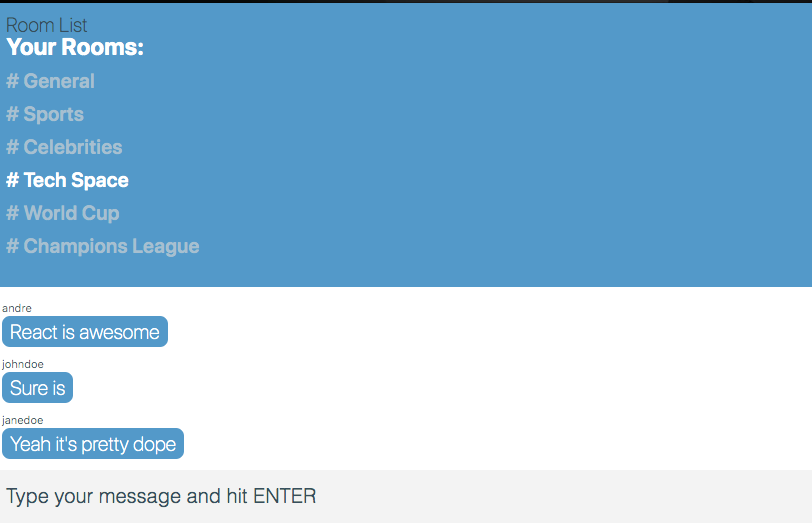 Room List
Your Rooms:
# General
# Sports
# Celebrities
# Tech Space
# World Cup
# Champions League
andre
React is awesome
johndoe
Sure is
janedoe
Yeah it's pretty dope
Type your message and hit ENTER